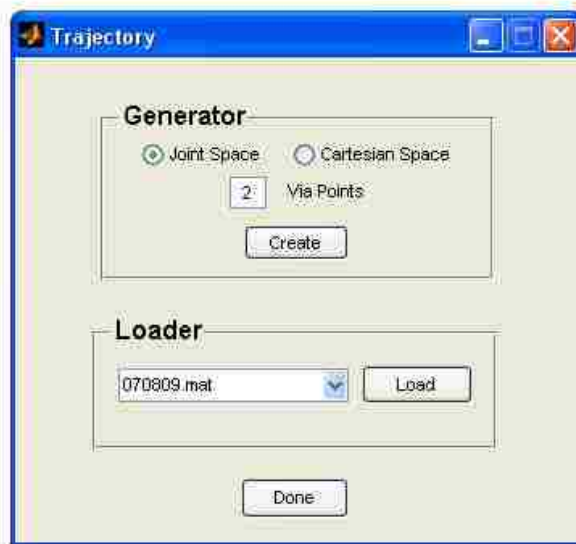 Trajectory
Generator
Joint Space Cartesian Space
2 Via Points
Create
Loader
070809.mat Load
Done